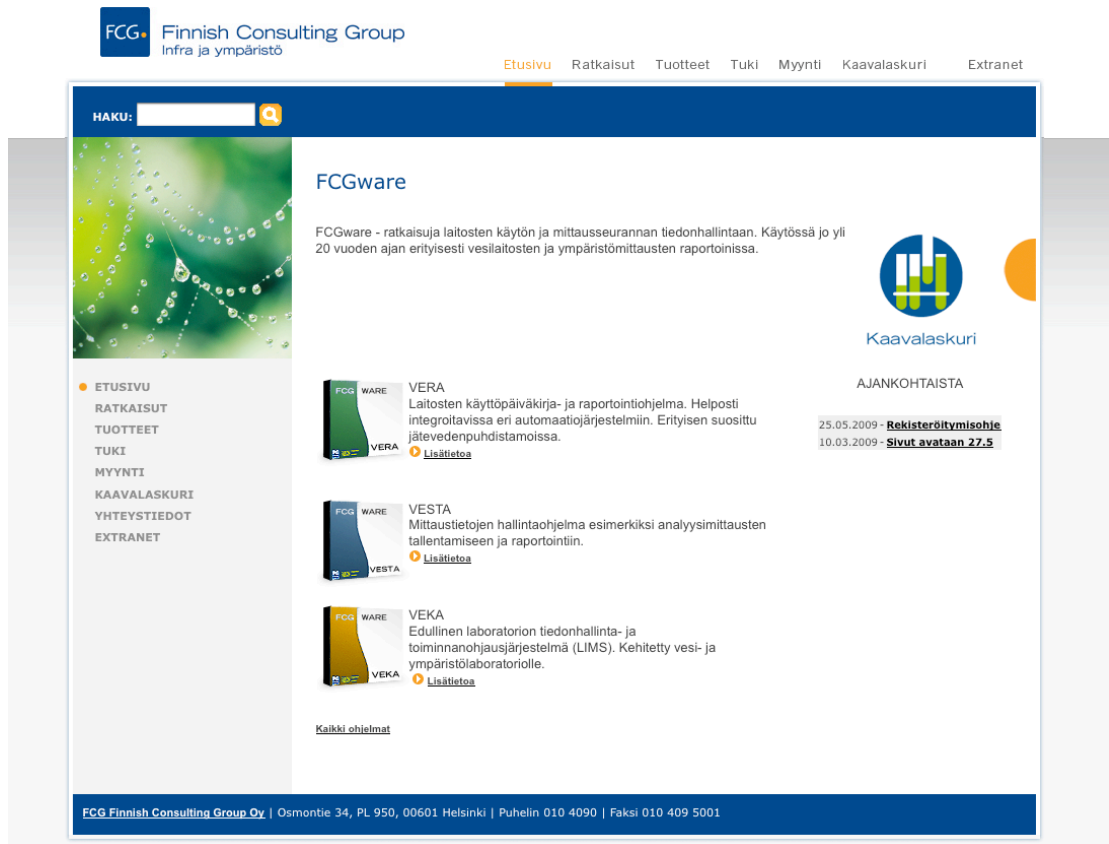 FCG
Finnish Consulting Group
Infra ja ympäristö
Etusivu Ratkaisut Tuotteet Tuki Myynti Kaavalaskuri Extranet
HAKU:
FCGware
FCGware - ratkaisuja laitosten käytön ja mittausseurannan tiedonhallintaan. Käytössä jo yli
20 vuoden ajan erityisesti vesilaitosten ja ympäristömittausten raportoinissa.
Kaavalaskuri
ETUSIVU
RATKAISUT
TUOTTEET
TUKI
MYYNTI
KAAVALASKURI
YHTEYSTIEDOT
EXTRANET
FCG WARE
VERA
VERA
Laitosten käyttöpäiväkirja- ja raportointiohjelma. Helposti
integroitavissa eri automaatiojärjestelmiin. Erityisen suosittu
jätevedenpuhdistamoissa.
Lisätietoa
FCG WARE
VESTA
VESTA
Mittaustietojen hallintaohjelma esimerkiksi analyysimittausten
tallentamiseen ja raportointiin.
Lisätietoa
FCG WARE
VEKA
VEKA
Edullinen laboratorion tiedonhallinta- ja
toiminnanohjausjärjestelmä (LIMS). Kehitetty vesi- ja
ympäristölaboratoriolle.
Lisätietoa
Kaikki ohjelmat
AJANKOHTAISTA
25.05.2009 - Rekisteröitymisohje
10.03.2009 - Sivut avataan 27.5
FCG Finnish Consulting Group Oy | Osmontie 34, PL 950, 00601 Helsinki | Puhelin 010 4090 | Faksi 010 409 5001